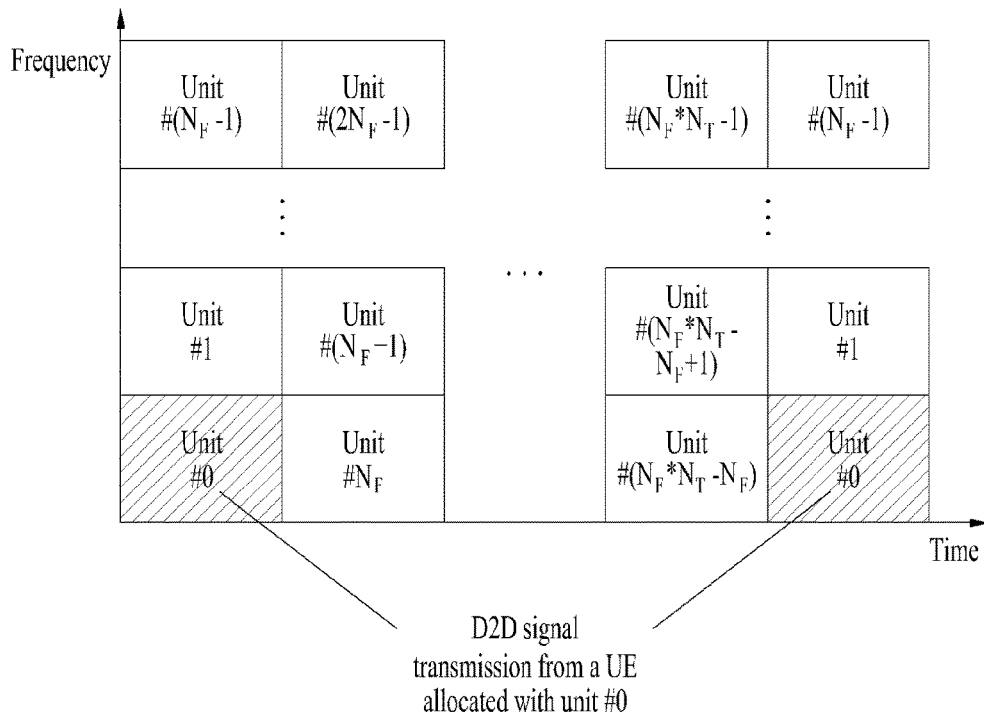 Frequency
Unit
#(N_F -1)
Unit
#(2N_F -1)
Unit
#(N_F*N_T -1)
Unit
#(N_F -1)
Unit
#1
Unit
#(N_F -1)
...
Unit
#(N_F*N_T -
N_F+1)
Unit
#1
Unit
#0
Unit
#N_F
Unit
#(N_F*N_T -N_F)
Unit
#0
Time
D2D signal
transmission from a UE
allocated with unit #0